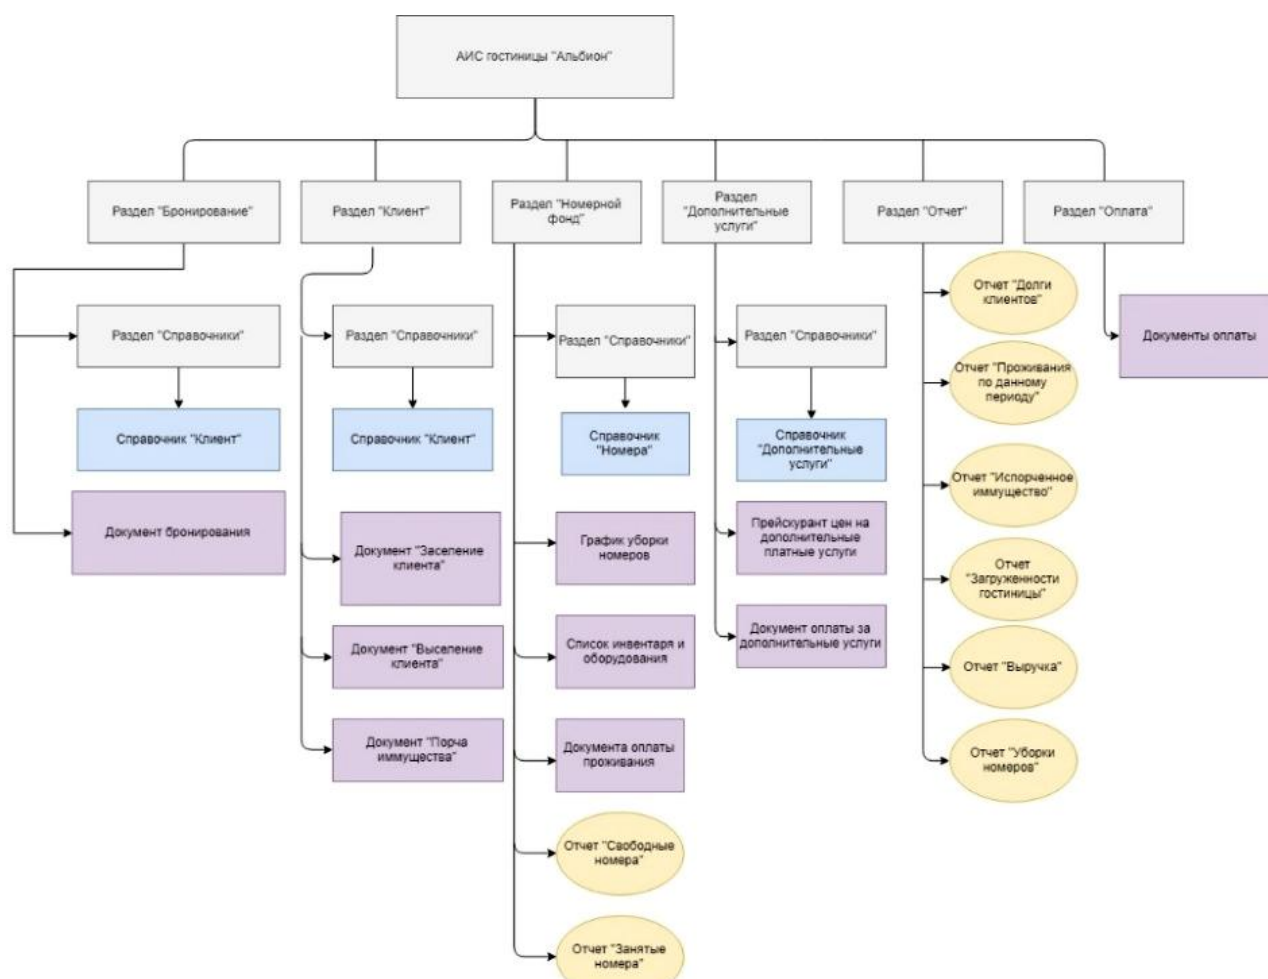 АИС гостиницы "Альбион"
Раздел "Бронирование"
Раздел "Клиент"
Раздел "Номерной
фонд"
Раздел
"Дополнительные
услуги"
Раздел "Отчет"
Раздел "Оплата"
Раздел "Справочники"
Справочник "Клиент"
Документ бронирования
Раздел "Справочники"
Справочник "Клиент"
Документ "Заселение
клиента"
Документ "Выселение
клиента"
Документ "Порча
иммущества"
Раздел "Справочники"
Справочник
"Номера"
График уборки
номеров
Список инвентаря и
оборудования
Документа оплаты
проживания
Отчет "Свободные
номера"
Отчет "Занятые
номера"
Раздел "Справочники"
Справочник
"Дополнительные
услуги"
Прейскурант цен на
дополнительные
платные услуги
Документ оплаты за
дополнительные услуги
Отчет "Долги
клиентов"
Отчет "Проживания
по данному
периоду"
Отчет "Испорченное
иммущество"
Отчет
"Загруженности
гостиницы"
Отчет "Выручка"
Отчет "Уборки
номеров"
Документы оплаты